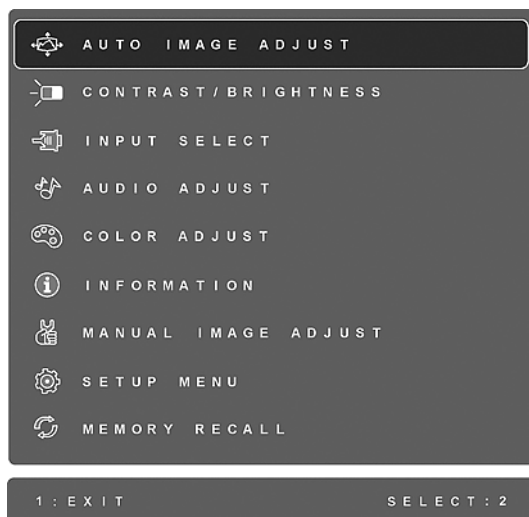 AUTO IMAGE ADJUST
CONTRAST/BRIGHTNESS
INPUT SELECT
AUDIO ADJUST
COLOR ADJUST
INFORMATION
MANUAL IMAGE ADJUST
SETUP MENU
MEMORY RECALL
1:EXIT SELECT:2